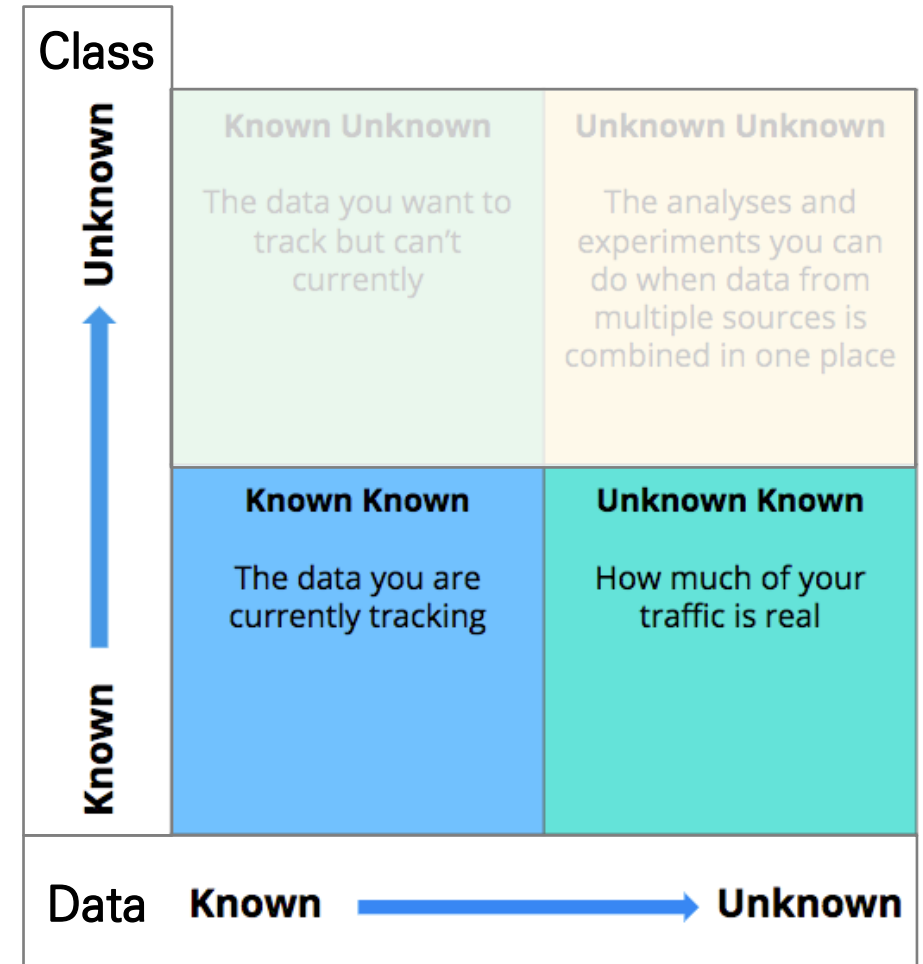 Class
Unknown
Known
Known Unknown
The data you want to
track but can’t
currently
Unknown Unknown
The analyses and
experiments you can
do when data from
multiple sources is
combined in one place
Known Known
The data you are
currently tracking
Unknown Known
How much of your
traffic is real
Data
Known
Unknown